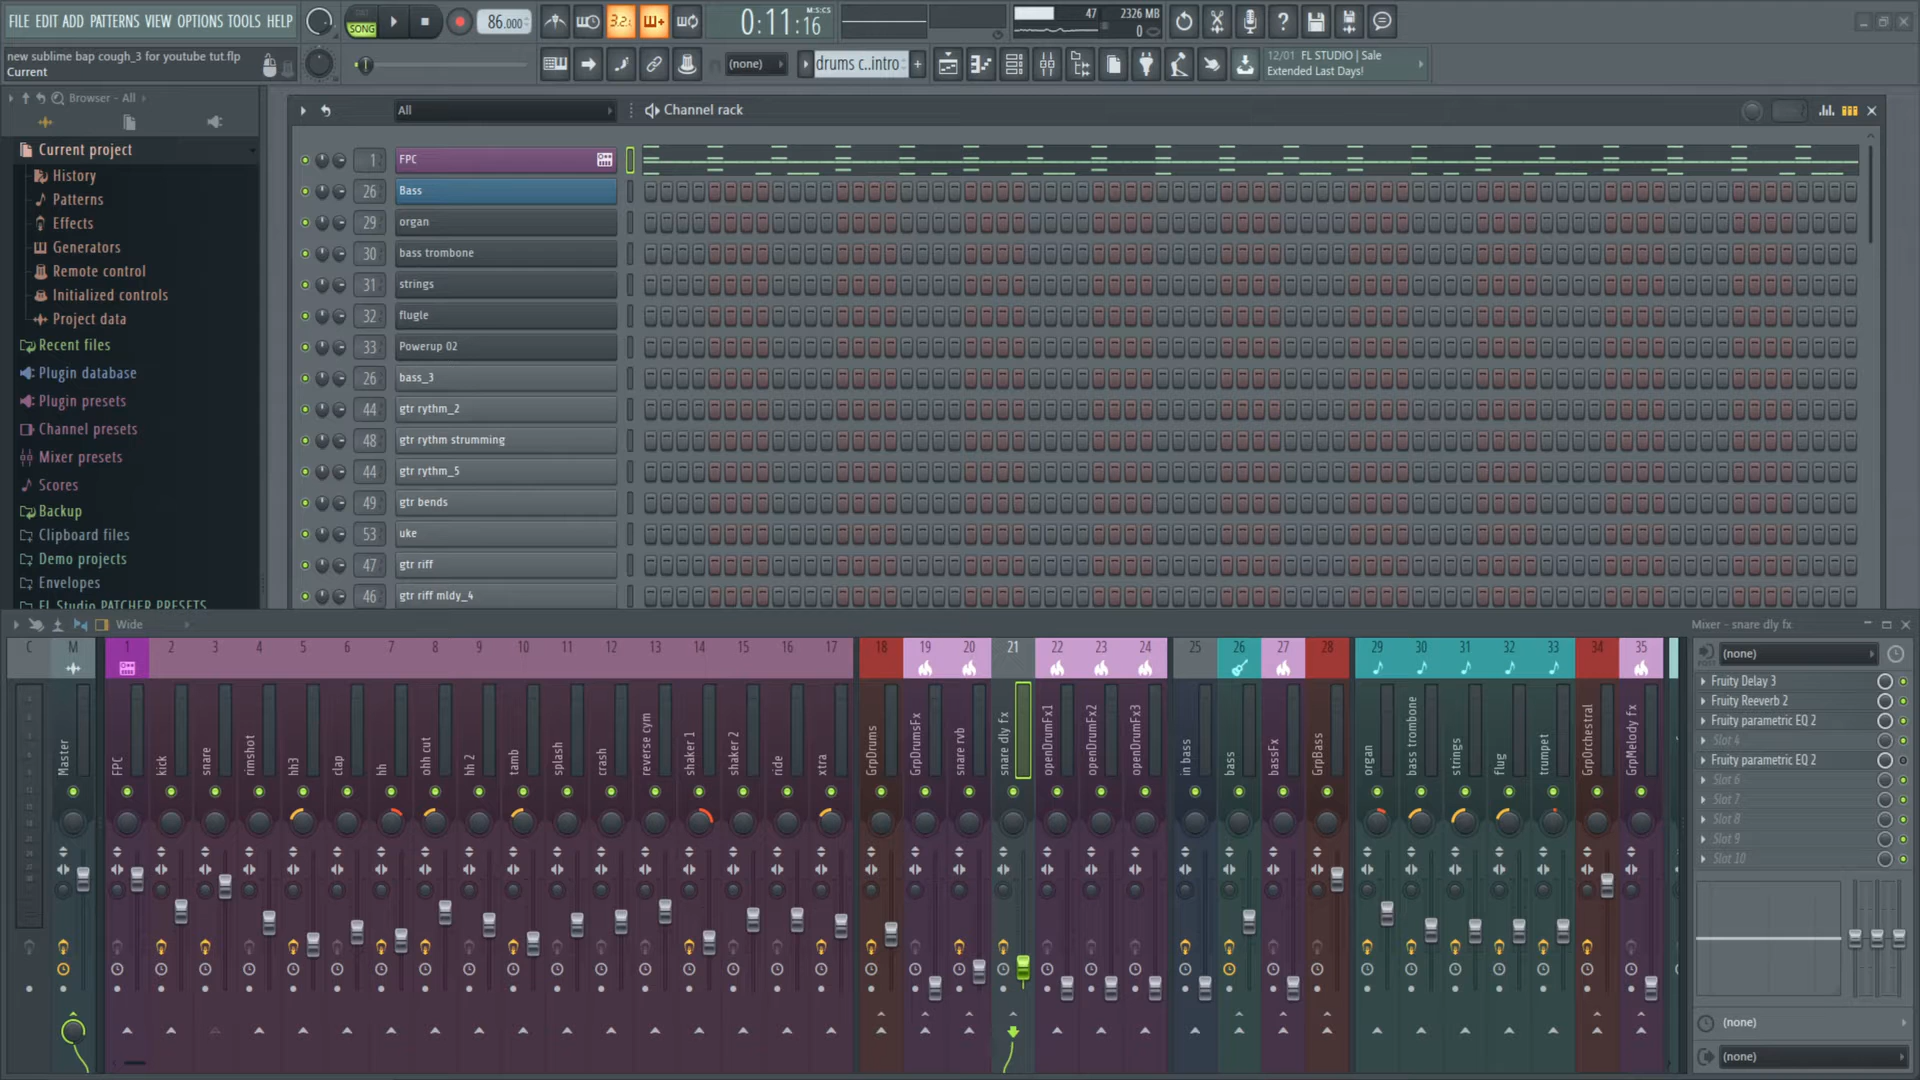 FILE EDIT ADD PATTERNS VIEW OPTIONS TOOLS HELP
SONG
86.000
3.2.
0:11:16
M:S:CS
47
2326 MB
0
new sublime bap cough_3 for youtube tut.flp
Current
(none)
drums c..intro
12/01 FL STUDIO | Sale
Extended Last Days!
Browser - All
All
Channel rack
Current project
History
Patterns
Effects
Generators
Remote control
Initialized controls
Project data
Recent files
Plugin database
Plugin presets
Channel presets
Mixer presets
Scores
Backup
Clipboard files
Demo projects
Envelopes
FL Studio PATCHER PRESETS
1 FPC
26 Bass
29 organ
30 bass trombone
31 strings
32 flugle
33 Powerup 02
26 bass_3
44 gtr rythm_2
48 gtr rythm strumming
44 gtr rythm_5
49 gtr bends
53 uke
47 gtr riff
46 gtr riff mldy_4
Wide
Mixer - snare dly fx
C M 1 2 3 4 5 6 7 8 9 10 11 12 13 14 15 16 17 18 19 20 21 22 23 24 25 26 27 28 29 30 31 32 33 34 35
Master
FPC
kick
snare
rimshot
hh3
clap
hh
ohh cut
hh 2
tamb
splash
crash
reverse cym
shaker 1
shaker 2
ride
xtra
GrpDrums
GrpDrumsFx
snare rvb
snare dly fx
openDrumFx1
openDrumFx2
openDrumFx3
in bass
bass
bassFx
GrpBass
organ
bass trombone
strings
flug
trumpet
GrpOrchestral
GrpMelody fx
POST
(none)
Fruity Delay 3
Fruity Reeverb 2
Fruity parametric EQ 2
Slot 4
Fruity parametric EQ 2
Slot 6
Slot 7
Slot 8
Slot 9
Slot 10
(none)
(none)